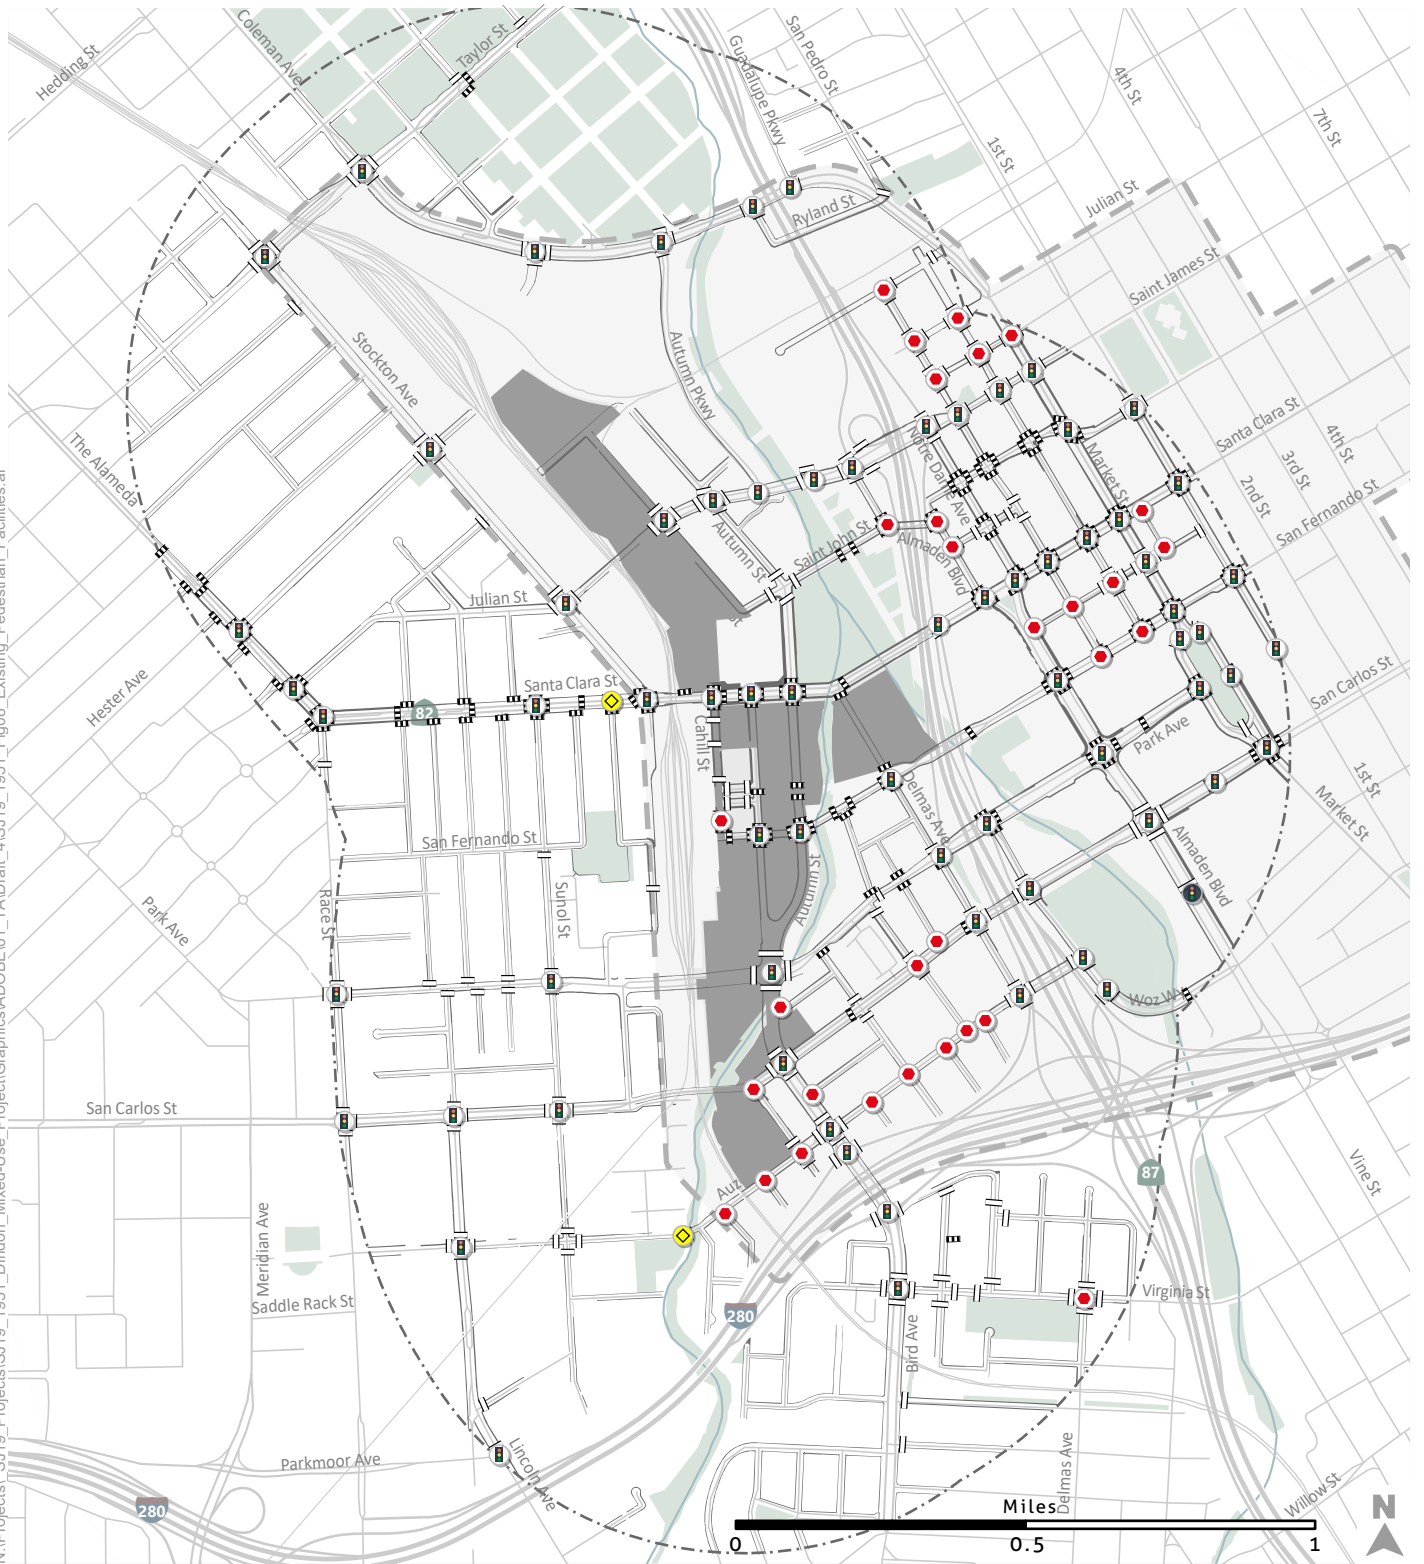 Hedding St
Coleman Ave
Taylor St
Guadalupe Pkwy
San Pedro St
4th St
7th St
1st St
Julian St
Ryland St
Saint James St
Stockton Ave
Autumn Pkwy
The Alameda
Notre Dame Ave
Market St
Santa Clara St
4th St
3rd St
2nd St
San Fernando St
Autumn St
Saint John St
Almaden Blvd
Julian St
Hester Ave
Santa Clara St
82
Cahill St
San Carlos St
Park Ave
Delmas Ave
1st St
Market St
San Fernando St
Almaden Blvd
Race St
Sunol St
Autumn St
Park Ave
Woz W
San Carlos St
Auz
87
Vine St
Meridian Ave
Saddle Rack St
280
Virginia St
Bird Ave
Parkmoor Ave
Lincoln Ave
Delmas Ave
Willow St
280
Miles
0
0.5
1
N